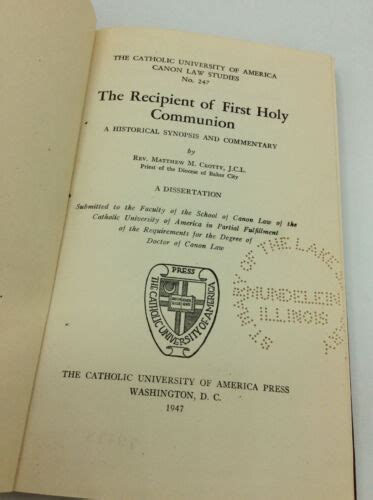 THE CATHOLIC UNIVERSITY OF AMERICA
CANON LAW STUDIES
No. 247
The Recipient of First Holy
Communion
A HISTORICAL SYNOPSIS AND COMMENTARY
by
REV. MATTHEW M. CROTTY, J.C.L.
Priest of the Diocese of Baker City
A DISSERTATION
Submitted to the Faculty of the School of Canon Law of the
Catholic University of America in Partial Fulfillment
of the Requirements for the Degree of
Doctor of Canon Law
PRESS
THE CATHOLIC UNIVERSITY OF AMERICA
OF THE LAKE
MUNDELEIN
ILLINOIS
THE CATHOLIC UNIVERSITY OF AMERICA PRESS
WASHINGTON, D. C.
1947